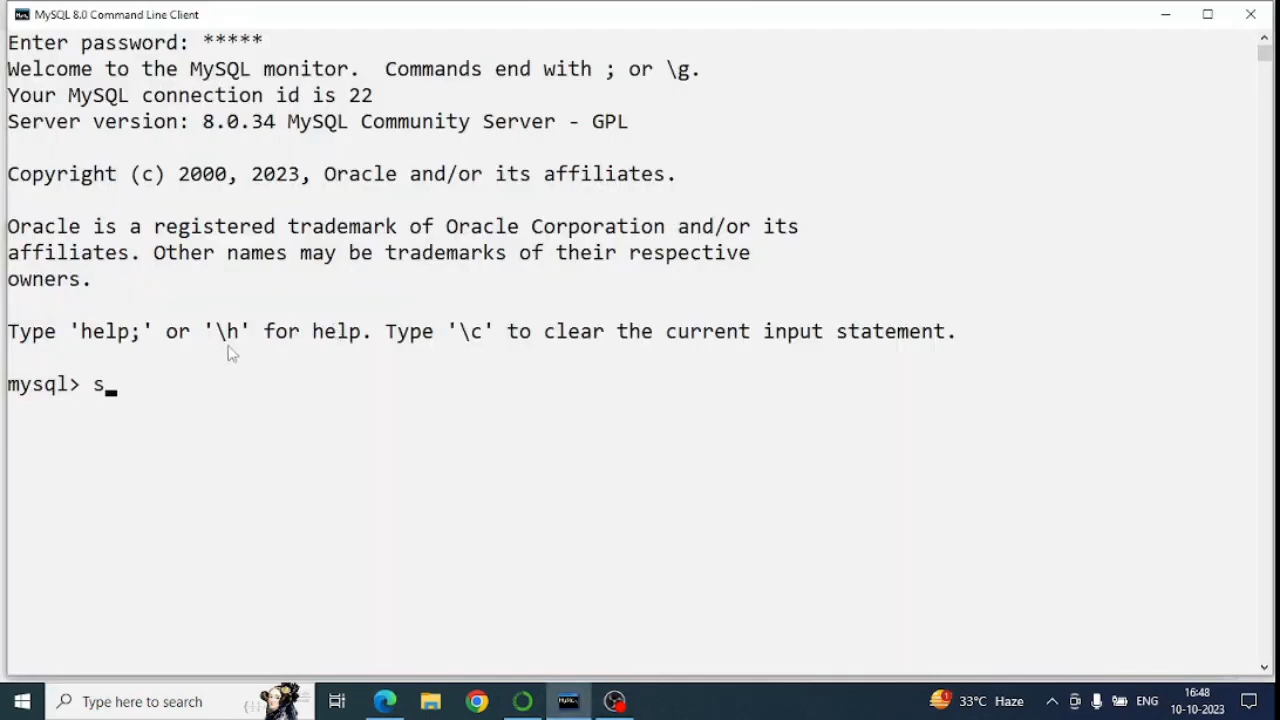 MySQL 8.0 Command Line Client
Enter password: *****
Welcome to the MySQL monitor.  Commands end with ; or \g.
Your MySQL connection id is 22
Server version: 8.0.34 MySQL Community Server - GPL
Copyright (c) 2000, 2023, Oracle and/or its affiliates.
Oracle is a registered trademark of Oracle Corporation and/or its
affiliates. Other names may be trademarks of their respective
owners.
Type 'help;' or '\h' for help. Type '\c' to clear the current input statement.
mysql> s_
Type here to search
33°C Haze
ENG
16:48
10-10-2023